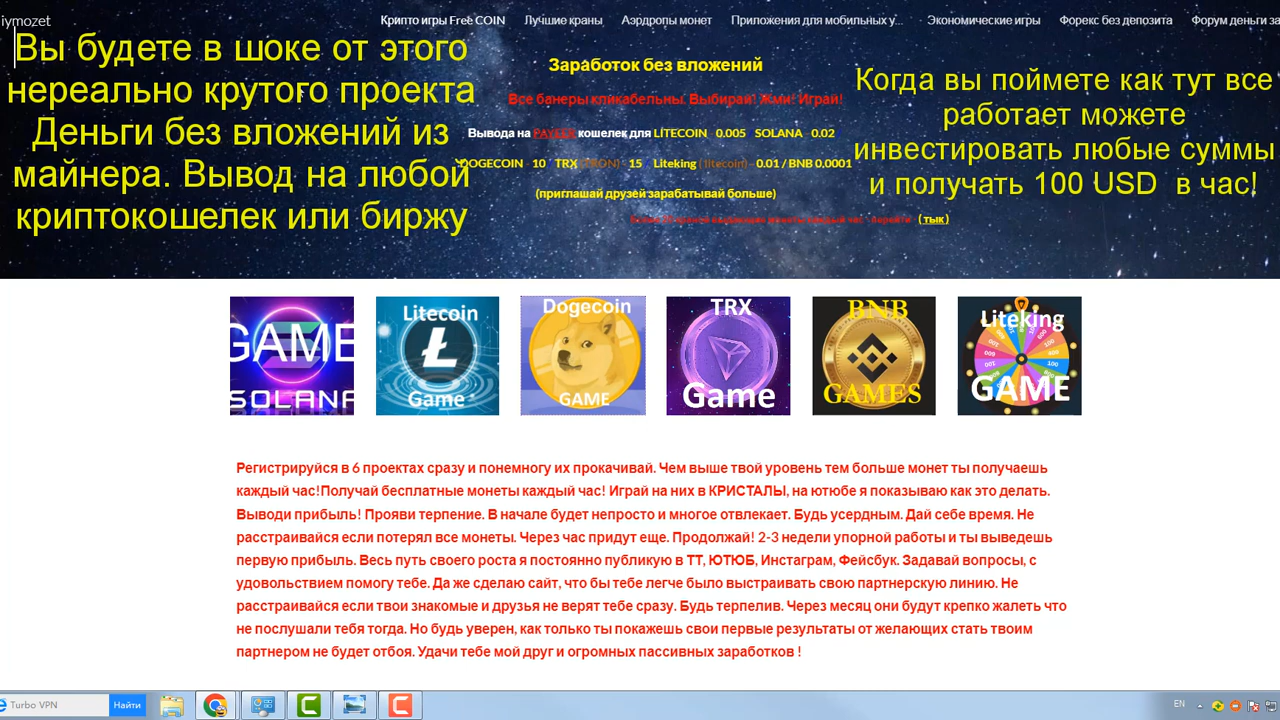 iymozet
Крипто игры Free COIN Лучшие краны Аэрдропы монет Приложения для мобильных у... Экономические игры Форекс без депозита Форум деньги за
Вы будете в шоке от этого
нереально крутого проекта
Деньги без вложений из
майнера. Вывод на любой
криптокошелек или биржу
Заработок без вложений
Все банеры кликабельны. Выбирай! Жми! Играй!
Вывода на PAYEER кошелек для LITECOIN 0.005 SOLANA 0.02
DOGECOIN - 10 TRX (TRON) - 15 Liteking (litecoin) - 0.01 / BNB 0,0001
(приглашай друзей зарабатывай больше)
(тык)
Когда вы поймете как тут все
работает можете
инвестировать любые суммы
и получать 100 USD в час!
GAME
SOLANA
Litecoin
Game
Dogecoin
GAME
TRX
Game
BNB
GAMES
Liteking
GAME
Регистрируйся в 6 проектах сразу и понемногу их прокачивай. Чем выше твой уровень тем больше монет ты получаешь
каждый час!Получай бесплатные монеты каждый час! Играй на них в КРИСТАЛЫ, на ютюбе я показываю как это делать.
Выводи прибыль! Прояви терпение. В начале будет непросто и многое отвлекает. Будь усердным. Дай себе время. Не
расстраивайся если потерял все монеты. Через час придут еще. Продолжай! 2-3 недели упорной работы и ты выведешь
первую прибыль. Весь путь своего роста я постоянно публикую в ТТ, ЮТЮБ, Инстаграм, Фейсбук. Задавай вопросы, с
удовольствием помогу тебе. Да же сделаю сайт, что бы тебе легче было выстраивать свою партнерскую линию. Не
расстраивайся если твои знакомые и друзья не верят тебе сразу. Будь терпелив. Через месяц они будут крепко жалеть что
не послушали тебя тогда. Но будь уверен, как только ты покажешь свои первые результаты от желающих стать твоим
партнером не будет отбоя. Удачи тебе мой друг и огромных пассивных заработков !
Turbo VPN Найти EN